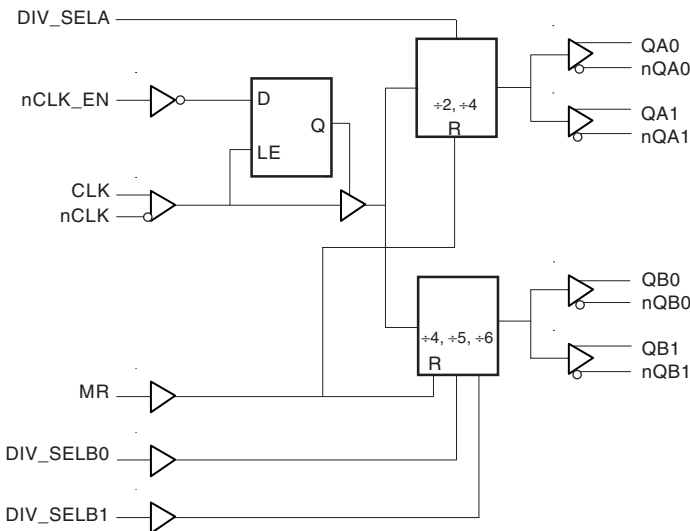 DIV_SELA
QA0
nQA0
nCLK_EN
D
÷2, ÷4
R
QA1
nQA1
Q
LE
CLK
nCLK
QB0
nQB0
÷4, ÷5, ÷6
R
QB1
nQB1
MR
DIV_SELB0
DIV_SELB1